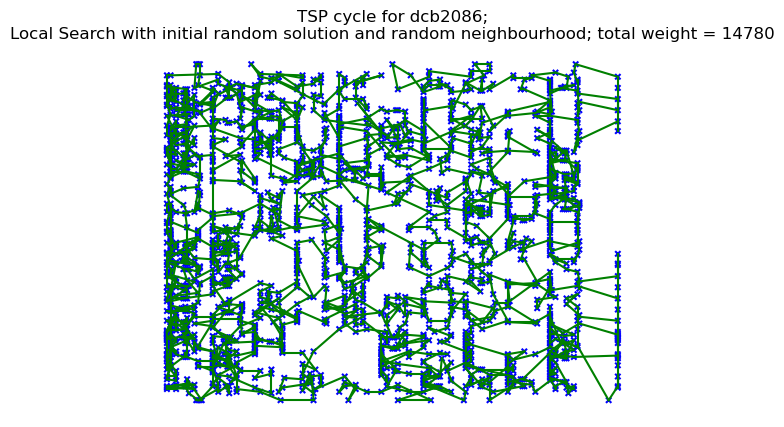 TSP cycle for dcb2086;
Local Search with initial random solution and random neighbourhood; total weight = 14780